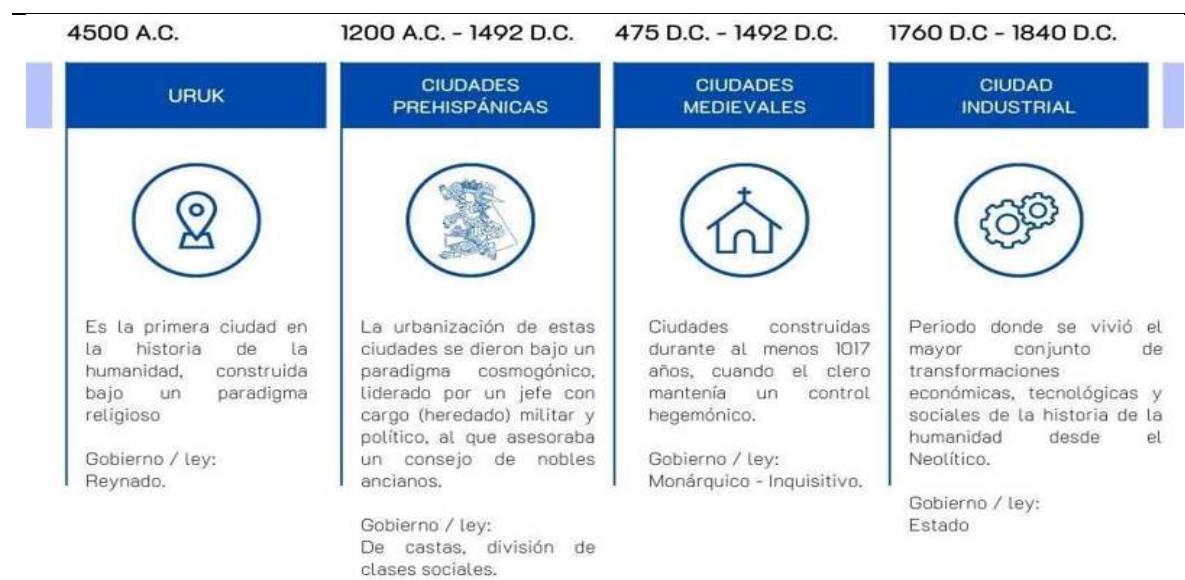 4500 A.C.
URUK
Es la primera ciudad en
la historia de la
humanidad, construida
bajo un paradigma
religioso
Gobierno / ley:
Reynado.
1200 A.C. - 1492 D.C.
CIUDADES
PREHISPÁNICAS
La urbanización de estas
ciudades se dieron bajo un
paradigma cosmogónico,
liderado por un jefe con
cargo (heredado) militar y
político, al que asesoraba
un consejo de nobles
ancianos.
Gobierno / ley:
De castas, división de
clases sociales.
475 D.C. - 1492 D.C.
CIUDADES
MEDIEVALES
Ciudades construidas
durante al menos 1017
años, cuando el clero
mantenía un control
hegemónico.
Gobierno / ley:
Monárquico - Inquisitivo.
1760 D.C - 1840 D.C.
CIUDAD
INDUSTRIAL
Periodo donde se vivió el
mayor conjunto de
transformaciones
económicas, tecnológicas y
sociales de la historia de la
humanidad desde el
Neolítico.
Gobierno / ley:
Estado